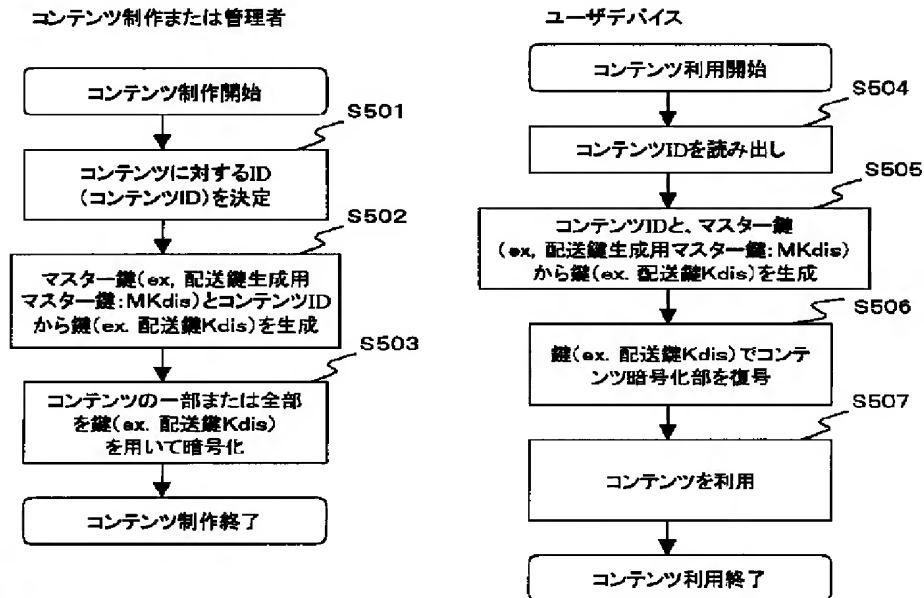 コンテンツ制作または管理者
コンテンツ制作開始
S501
コンテンツに対するID
(コンテンツID)を決定
S502
マスター鍵(ex, 配送鍵生成用
マスター鍵:MKdis)とコンテンツID
から鍵(ex. 配送鍵Kdis)を生成
S503
コンテンツの一部または全部
を鍵(ex. 配送鍵Kdis)
を用いて暗号化
コンテンツ制作終了
ユーザデバイス
コンテンツ利用開始
S504
コンテンツIDを読み出し
S505
コンテンツIDと、マスター鍵
(ex, 配送鍵生成用マスター鍵:MKdis)
から鍵(ex. 配送鍵Kdis)を生成
S506
鍵(ex. 配送鍵Kdis)でコンテ
ンツ暗号化部を復号
S507
コンテンツを利用
コンテンツ利用終了